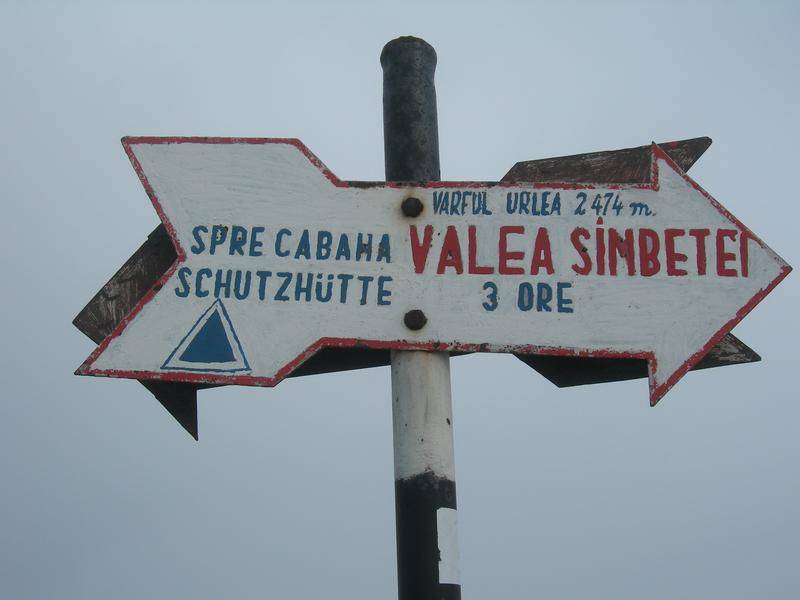 VARFUL URLEA 2474 m.
SPRE CABAHA VALEA SÎMBETEI
SCHUTZHÜTTE 3 ORE